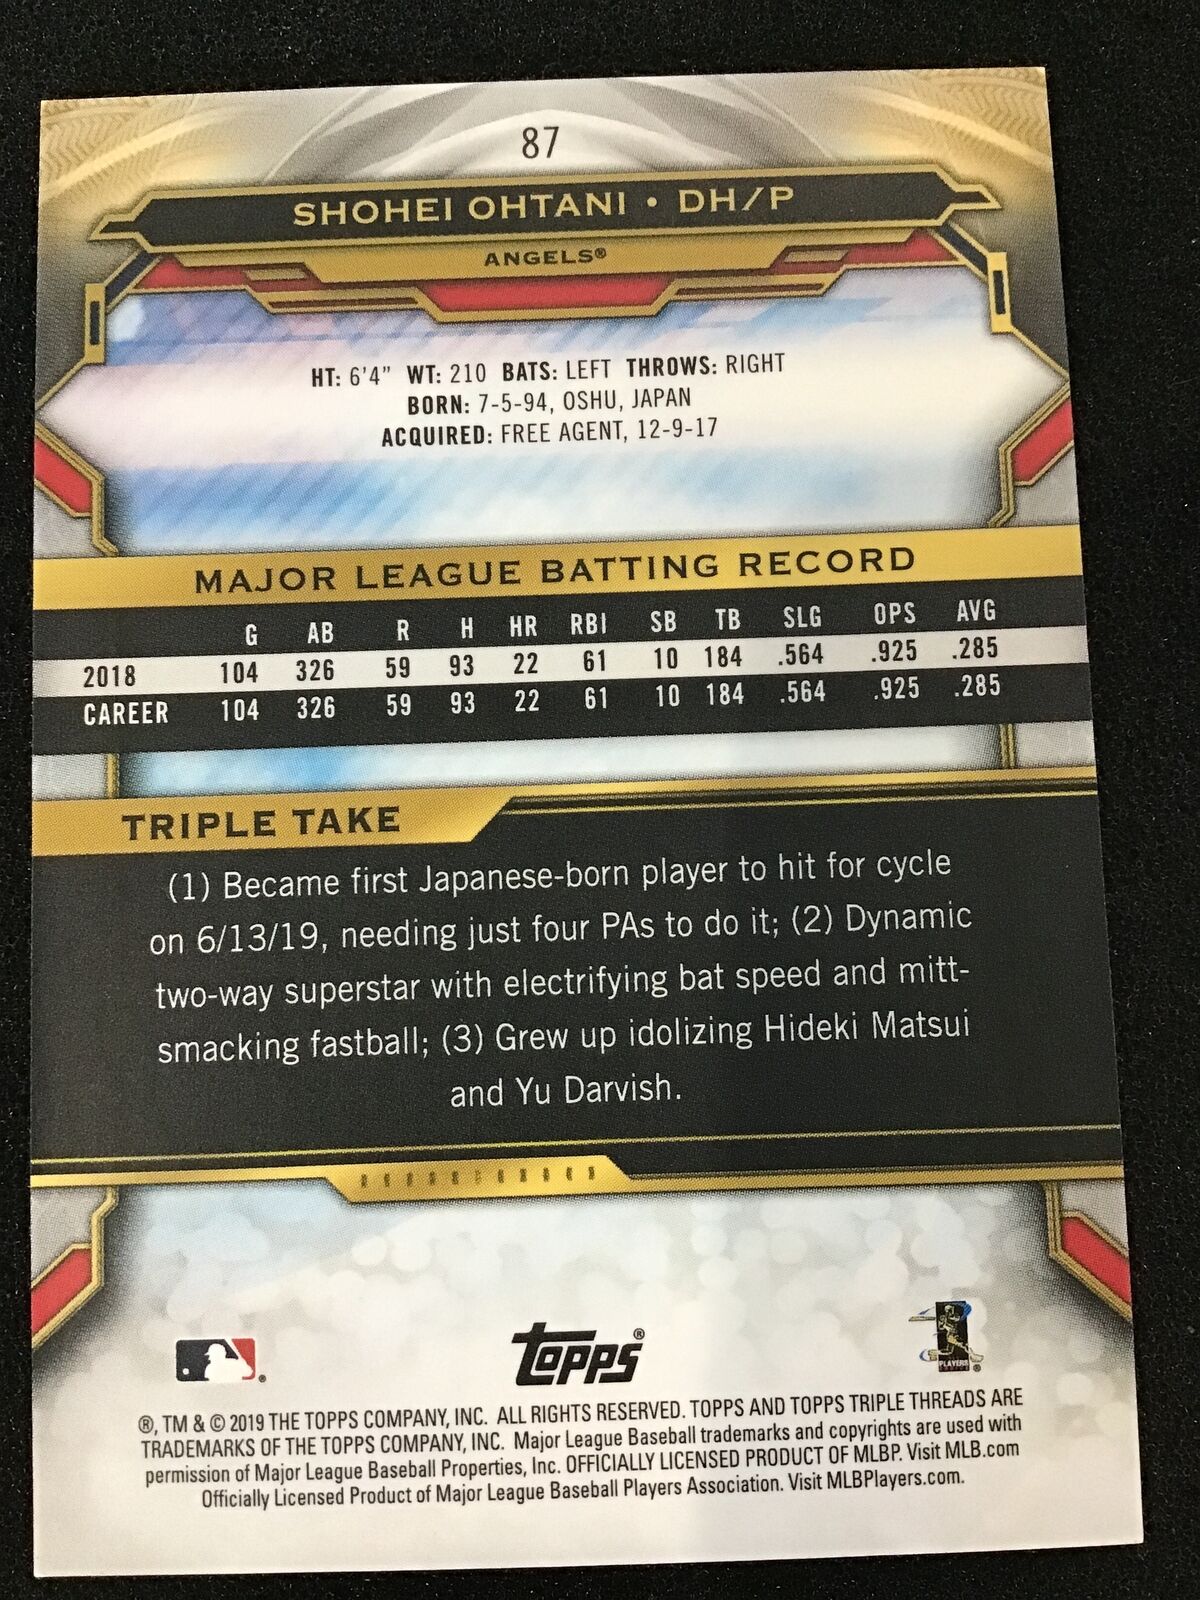 87
SHOHEI OHTANI • DH/P
ANGELS®
HT: 6'4" WT: 210 BATS: LEFT THROWS: RIGHT
BORN: 7-5-94, OSHU, JAPAN
ACQUIRED: FREE AGENT, 12-9-17
MAJOR LEAGUE BATTING RECORD
G AB R H HR RBI SB TB SLG OPS AVG
2018 104 326 59 93 22 61 10 184 .564 .925 .285
CAREER 104 326 59 93 22 61 10 184 .564 .925 .285
TRIPLE TAKE
(1) Became first Japanese-born player to hit for cycle
on 6/13/19, needing just four PAs to do it; (2) Dynamic
two-way superstar with electrifying bat speed and mitt-
smacking fastball; (3) Grew up idolizing Hideki Matsui
and Yu Darvish.
topps®
PLAYERS
®, TM & © 2019 THE TOPPS COMPANY, INC. ALL RIGHTS RESERVED. TOPPS AND TOPPS TRIPLE THREADS ARE
TRADEMARKS OF THE TOPPS COMPANY, INC. Major League Baseball trademarks and copyrights are used with
permission of Major League Baseball Properties, Inc. OFFICIALLY LICENSED PRODUCT OF MLBP. Visit MLB.com
Officially Licensed Product of Major League Baseball Players Association. Visit MLBPlayers.com.